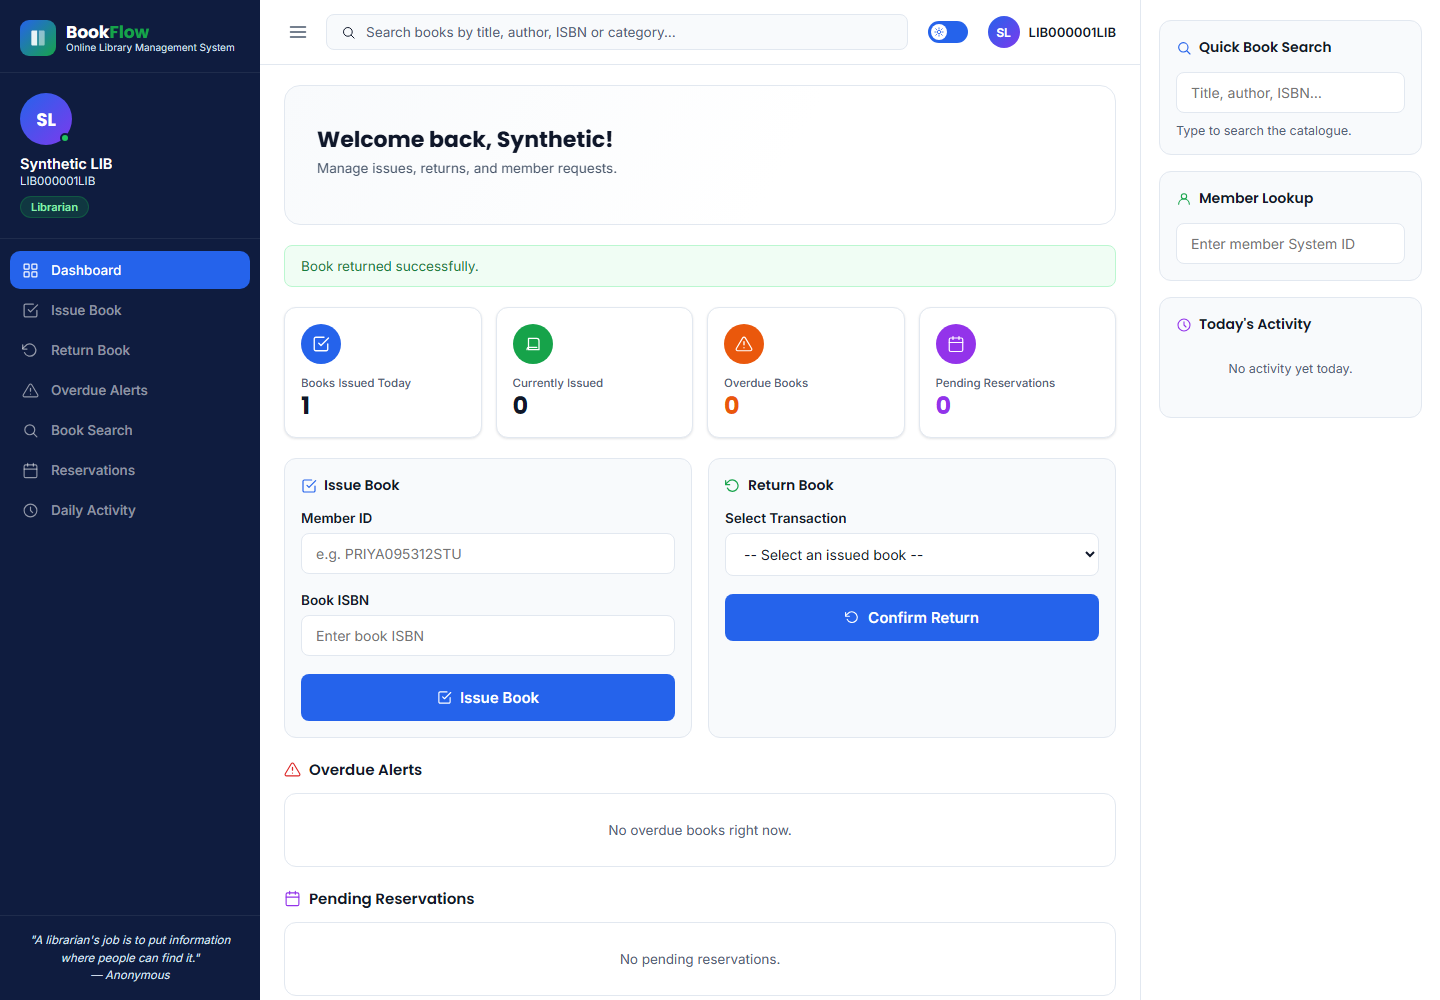 BookFlow
Online Library Management System
SL
Synthetic LIB
LIB000001LIB
Librarian
Dashboard
Issue Book
Return Book
Overdue Alerts
Book Search
Reservations
Daily Activity
"A librarian's job is to put information
where people can find it."
— Anonymous
Search books by title, author, ISBN or category...
SL
LIB000001LIB
Welcome back, Synthetic!
Manage issues, returns, and member requests.
Book returned successfully.
Books Issued Today
1
Currently Issued
0
Overdue Books
0
Pending Reservations
0
Issue Book
Member ID
e.g. PRIYA095312STU
Book ISBN
Enter book ISBN
Issue Book
Return Book
Select Transaction
-- Select an issued book --
Confirm Return
Overdue Alerts
No overdue books right now.
Pending Reservations
No pending reservations.
Quick Book Search
Title, author, ISBN...
Type to search the catalogue.
Member Lookup
Enter member System ID
Today's Activity
No activity yet today.